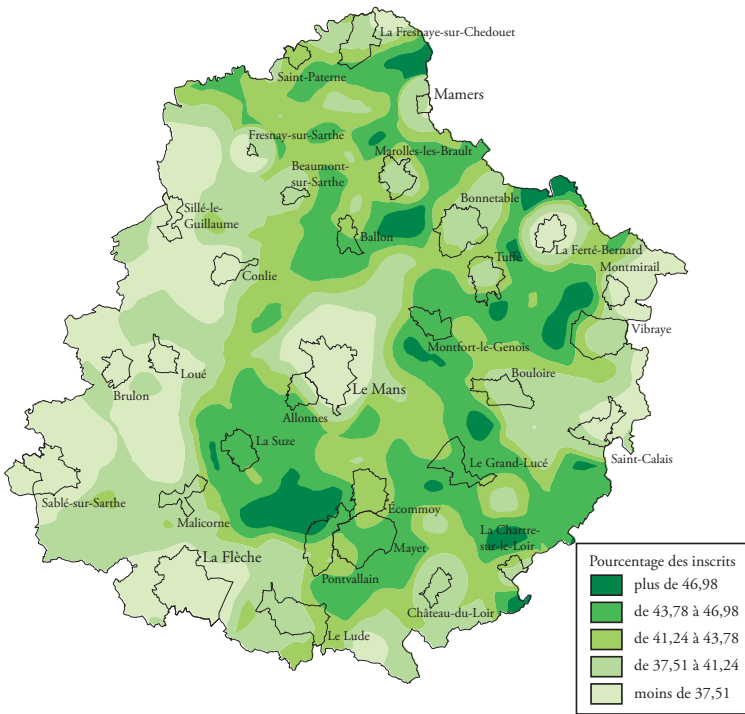 La Fresnaye-sur-Chedouet
Saint-Paterne
Mamers
Fresnay-sur-Sarthe
Marolles-les-Brault
Beaumont-
sur-Sarthe
Bonnetable
Sillé-le-
Guillaume
Ballon
La Ferté-Bernard
Tuffé
Montmirail
Conlie
Vibraye
Montfort-le-Genois
Loué
Bouloire
Brulon
Le Mans
Allonnes
La Suze
Saint-Calais
Le Grand-Lucé
Sablé-sur-Sarthe
Écommoy
Malicorne
La Chartre-
sur-le-Loir
Mayet
La Flèche
Pontvallain
Château-du-Loir
Le Lude
Pourcentage des inscrits
plus de 46,98
de 43,78 à 46,98
de 41,24 à 43,78
de 37,51 à 41,24
moins de 37,51